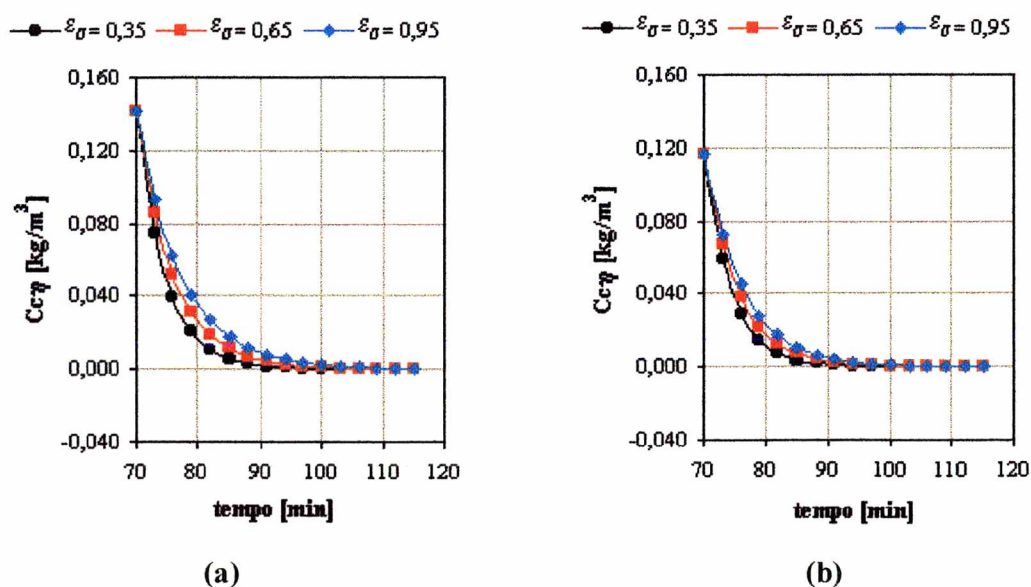 ε_σ = 0,35 ε_σ = 0,65 ε_σ = 0,95
0,160
0,120
0,080
0,040
0,000
-0,040
[kg/m³]
70 80 90 100 110 120
tempo [min]
(a)
ε_σ = 0,35 ε_σ = 0,65 ε_σ = 0,95
0,160
0,120
0,080
0,040
0,000
-0,040
[kg/m³]
70 80 90 100 110 120
tempo [min]
(b)